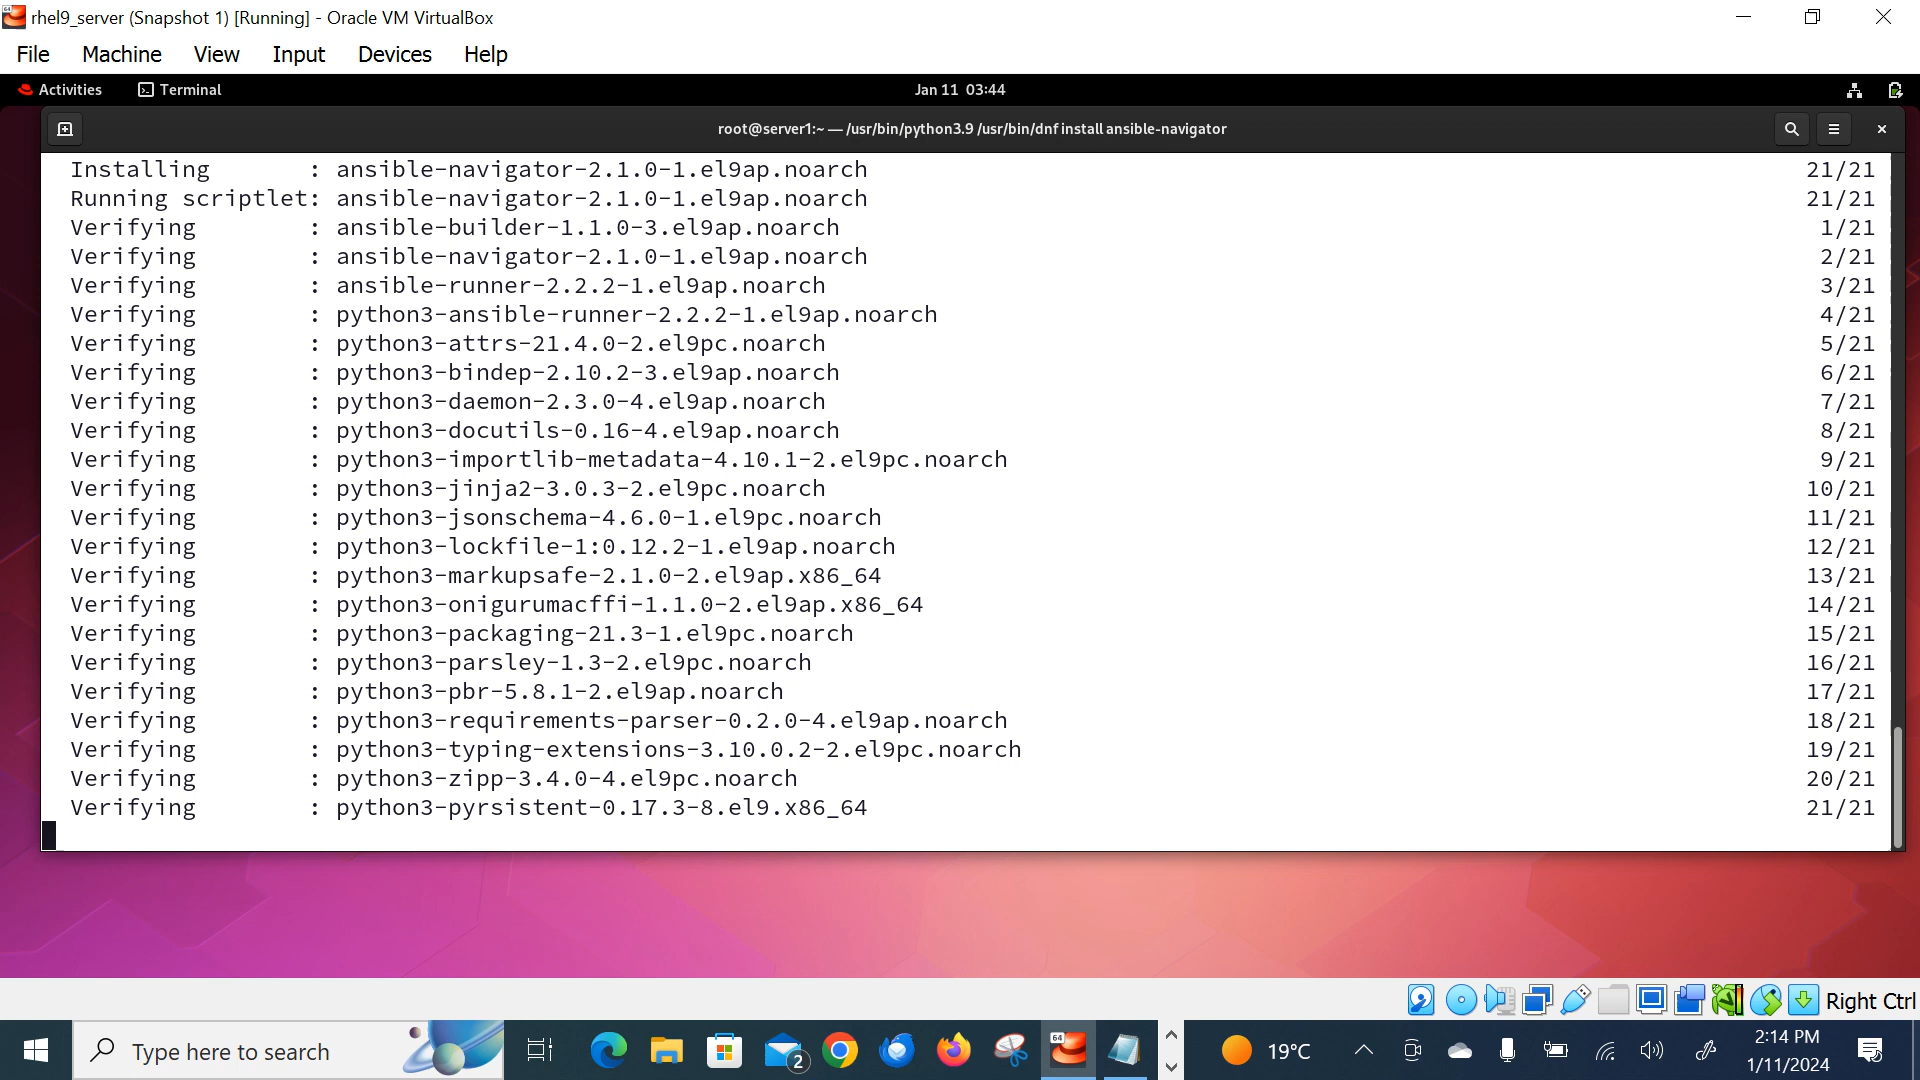 rhel9_server (Snapshot 1) [Running] - Oracle VM VirtualBox
File Machine View Input Devices Help
Activities Terminal Jan 11 03:44
root@server1:~ — /usr/bin/python3.9 /usr/bin/dnf install ansible-navigator
Installing : ansible-navigator-2.1.0-1.el9ap.noarch 21/21
Running scriptlet: ansible-navigator-2.1.0-1.el9ap.noarch 21/21
Verifying : ansible-builder-1.1.0-3.el9ap.noarch 1/21
Verifying : ansible-navigator-2.1.0-1.el9ap.noarch 2/21
Verifying : ansible-runner-2.2.2-1.el9ap.noarch 3/21
Verifying : python3-ansible-runner-2.2.2-1.el9ap.noarch 4/21
Verifying : python3-attrs-21.4.0-2.el9pc.noarch 5/21
Verifying : python3-bindep-2.10.2-3.el9ap.noarch 6/21
Verifying : python3-daemon-2.3.0-4.el9ap.noarch 7/21
Verifying : python3-docutils-0.16-4.el9ap.noarch 8/21
Verifying : python3-importlib-metadata-4.10.1-2.el9pc.noarch 9/21
Verifying : python3-jinja2-3.0.3-2.el9pc.noarch 10/21
Verifying : python3-jsonschema-4.6.0-1.el9pc.noarch 11/21
Verifying : python3-lockfile-1:0.12.2-1.el9ap.noarch 12/21
Verifying : python3-markupsafe-2.1.0-2.el9ap.x86_64 13/21
Verifying : python3-onigurumacffi-1.1.0-2.el9ap.x86_64 14/21
Verifying : python3-packaging-21.3-1.el9pc.noarch 15/21
Verifying : python3-parsley-1.3-2.el9pc.noarch 16/21
Verifying : python3-pbr-5.8.1-2.el9ap.noarch 17/21
Verifying : python3-requirements-parser-0.2.0-4.el9ap.noarch 18/21
Verifying : python3-typing-extensions-3.10.0.2-2.el9pc.noarch 19/21
Verifying : python3-zipp-3.4.0-4.el9pc.noarch 20/21
Verifying : python3-pyrsistent-0.17.3-8.el9.x86_64 21/21
Right Ctrl
Type here to search 2 64 19°C 2:14 PM
1/11/2024